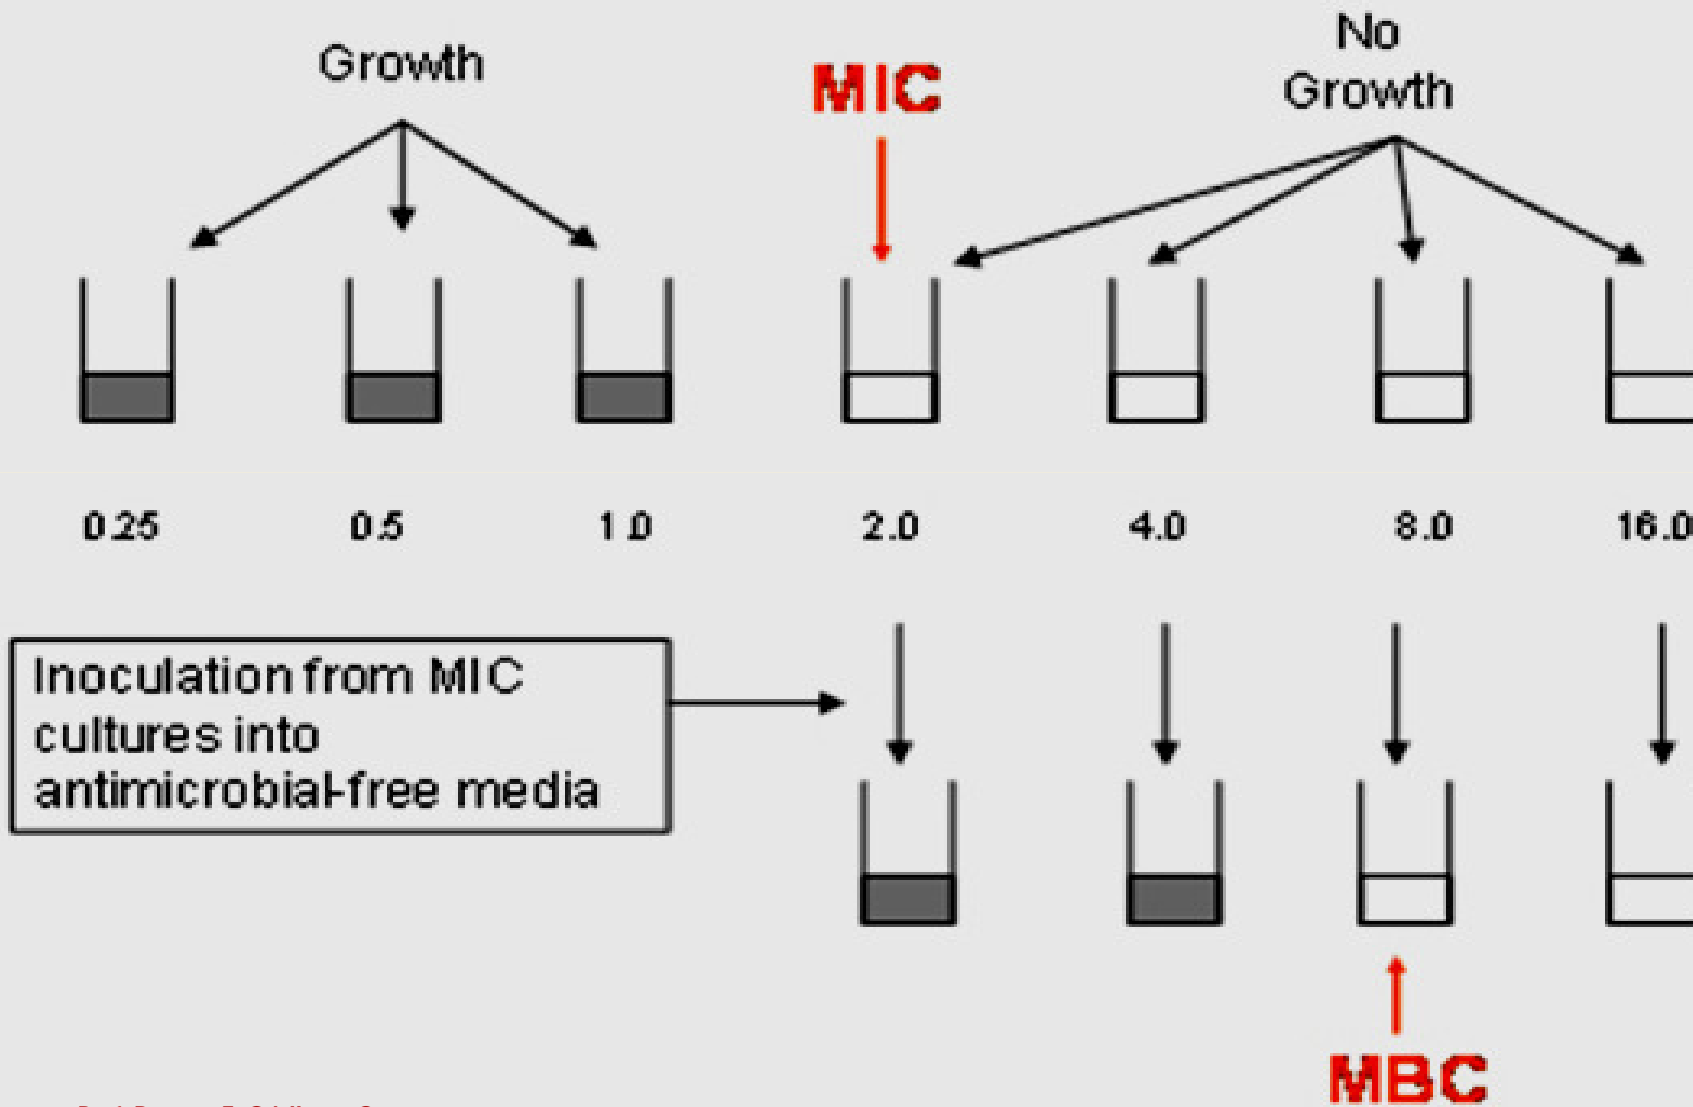 Growth
MIC
No
Growth
0.25
0.5
1.0
2.0
4.0
8.0
16.0
Inoculation from MIC
cultures into
antimicrobial-free media
MBC